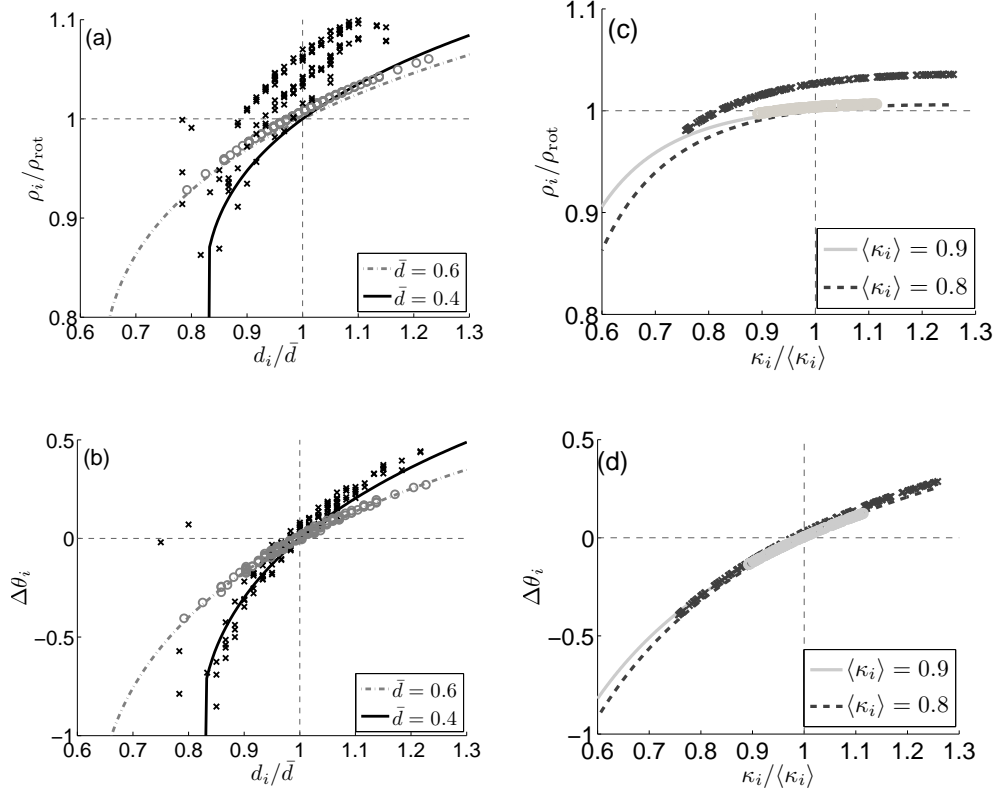 (a)
1.1
1
0.9
0.8
ρ_i/ρ_rot
0.6 0.7 0.8 0.9 1 1.1 1.2 1.3
d_i/d̄
d̄ = 0.6
d̄ = 0.4
(c)
1.1
1
0.9
0.8
ρ_i/ρ_rot
0.6 0.7 0.8 0.9 1 1.1 1.2 1.3
κ_i/⟨κ_i⟩
⟨κ_i⟩ = 0.9
⟨κ_i⟩ = 0.8
(b)
0.5
0
−0.5
−1
Δθ_i
0.6 0.7 0.8 0.9 1 1.1 1.2 1.3
d_i/d̄
d̄ = 0.6
d̄ = 0.4
(d)
0.5
0
−0.5
−1
Δθ_i
0.6 0.7 0.8 0.9 1 1.1 1.2 1.3
κ_i/⟨κ_i⟩
⟨κ_i⟩ = 0.9
⟨κ_i⟩ = 0.8